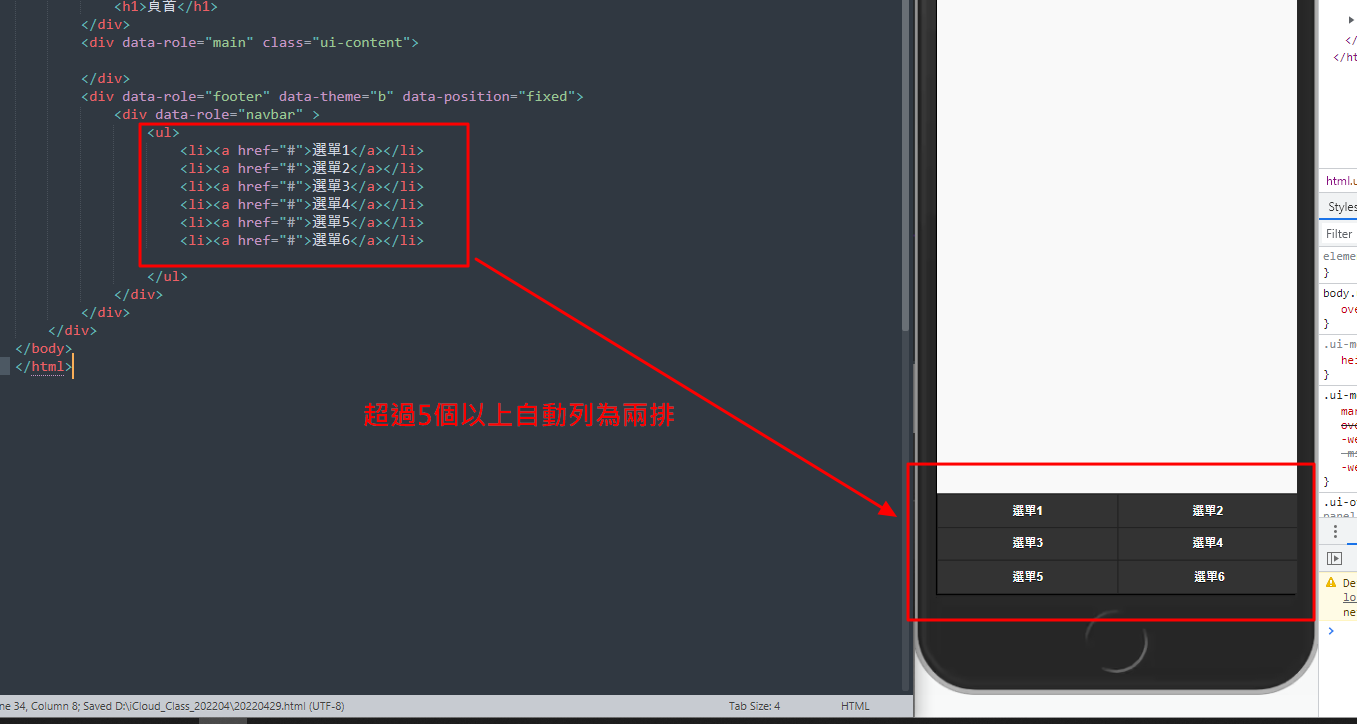 <h1>頁首</h1>
</div>
<div data-role="main" class="ui-content">
</div>
<div data-role="footer" data-theme="b" data-position="fixed">
<div data-role="navbar" >
<ul>
<li><a href="#">選單1</a></li>
<li><a href="#">選單2</a></li>
<li><a href="#">選單3</a></li>
<li><a href="#">選單4</a></li>
<li><a href="#">選單5</a></li>
<li><a href="#">選單6</a></li>
</ul>
</div>
</div>
</div>
</body>
</html>
超過5個以上自動列為兩排
選單1 選單2
選單3 選單4
選單5 選單6
</
</ht
html.u
Styles
Filter
eleme
}
body.
ove
}
.ui-m
hei
}
.ui-m
mar
ove
-we
-ms
-we
}
.ui-o
panel
De
lo
ne
ne 34, Column 8; Saved D:\iCloud_Class_202204\20220429.html (UTF-8)
Tab Size: 4
HTML